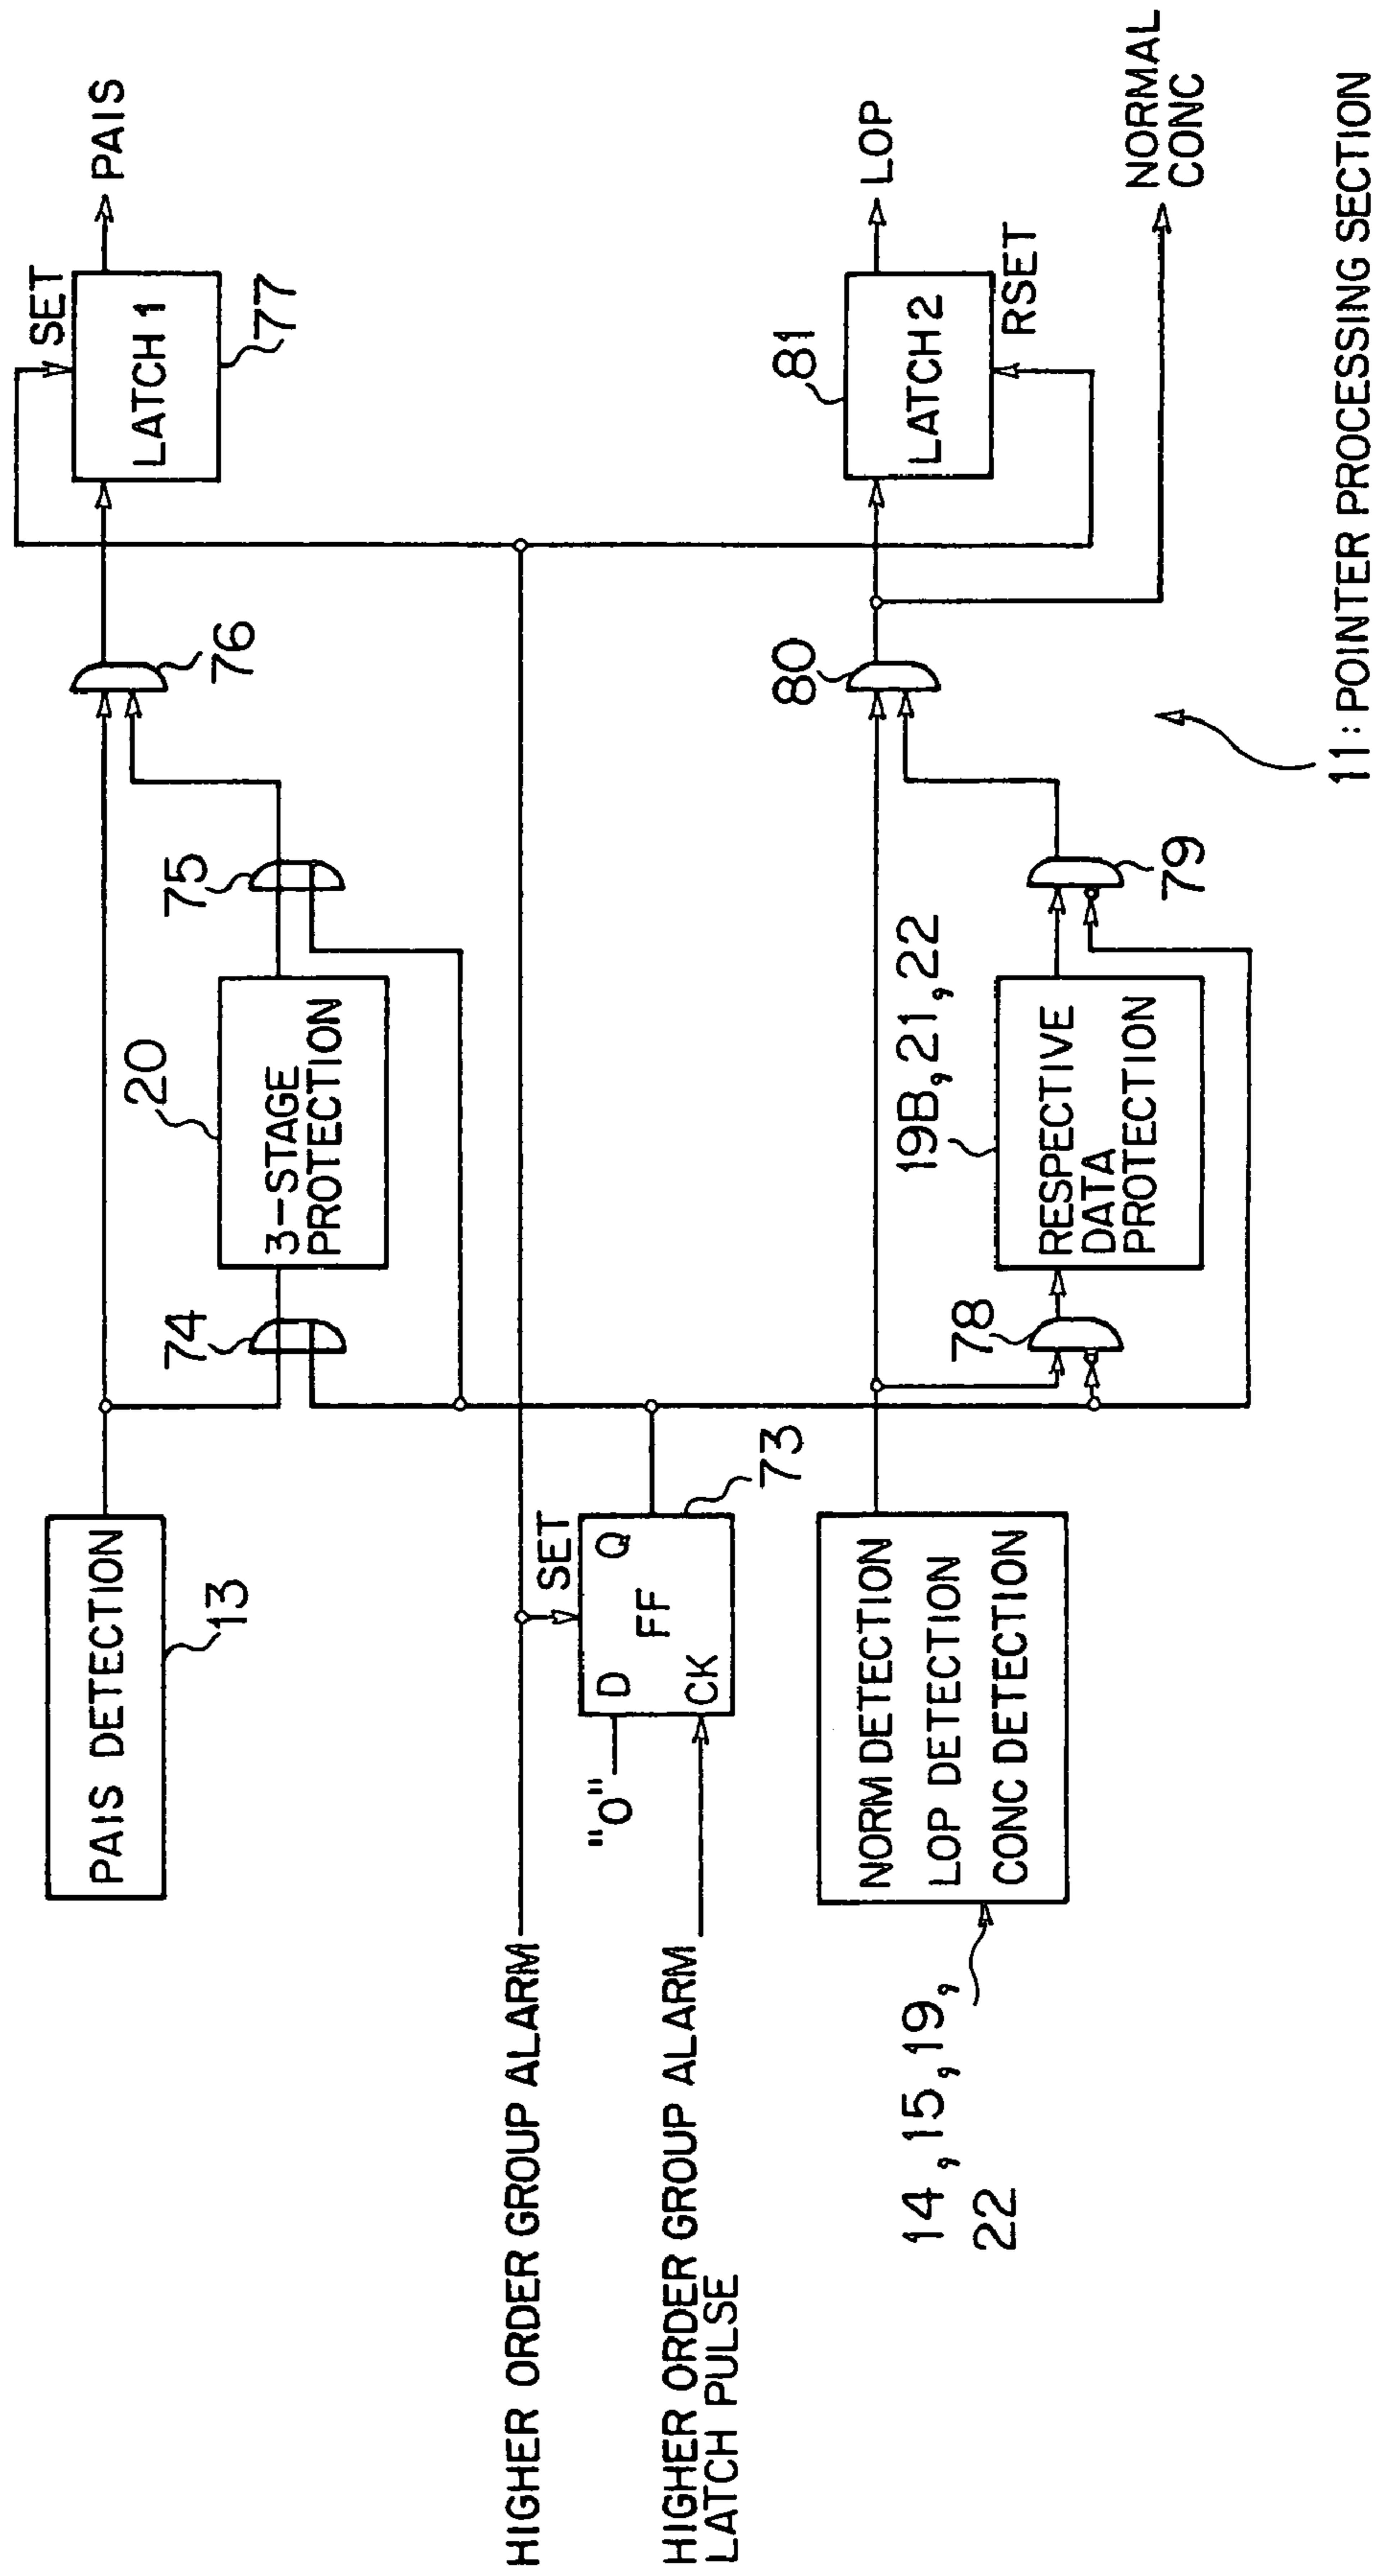 PAIS DETECTION
13
74
20
3-STAGE
PROTECTION
75
76
SET
LATCH 1
77
PAIS
HIGHER ORDER GROUP ALARM
HIGHER ORDER GROUP ALARM
LATCH PULSE
"0"
SET
D
Q
FF
CK
73
14, 15, 19,
22
NORM DETECTION
LOP DETECTION
CONC DETECTION
78
19B, 21, 22
RESPECTIVE
DATA
PROTECTION
79
80
81
LATCH 2
RSET
LOP
NORMAL
CONC
11: POINTER PROCESSING SECTION